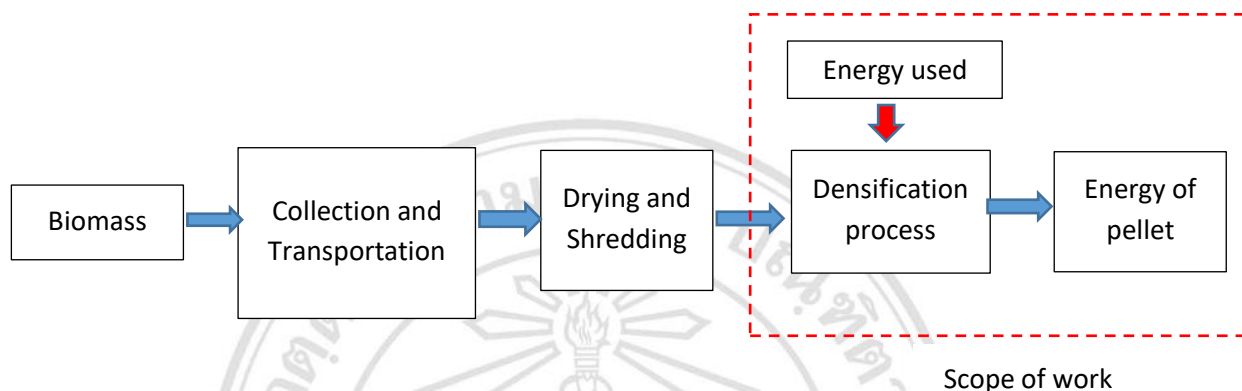 Energy used
Biomass
Collection and
Transportation
Drying and
Shredding
Densification
process
Energy of
pellet
Scope of work